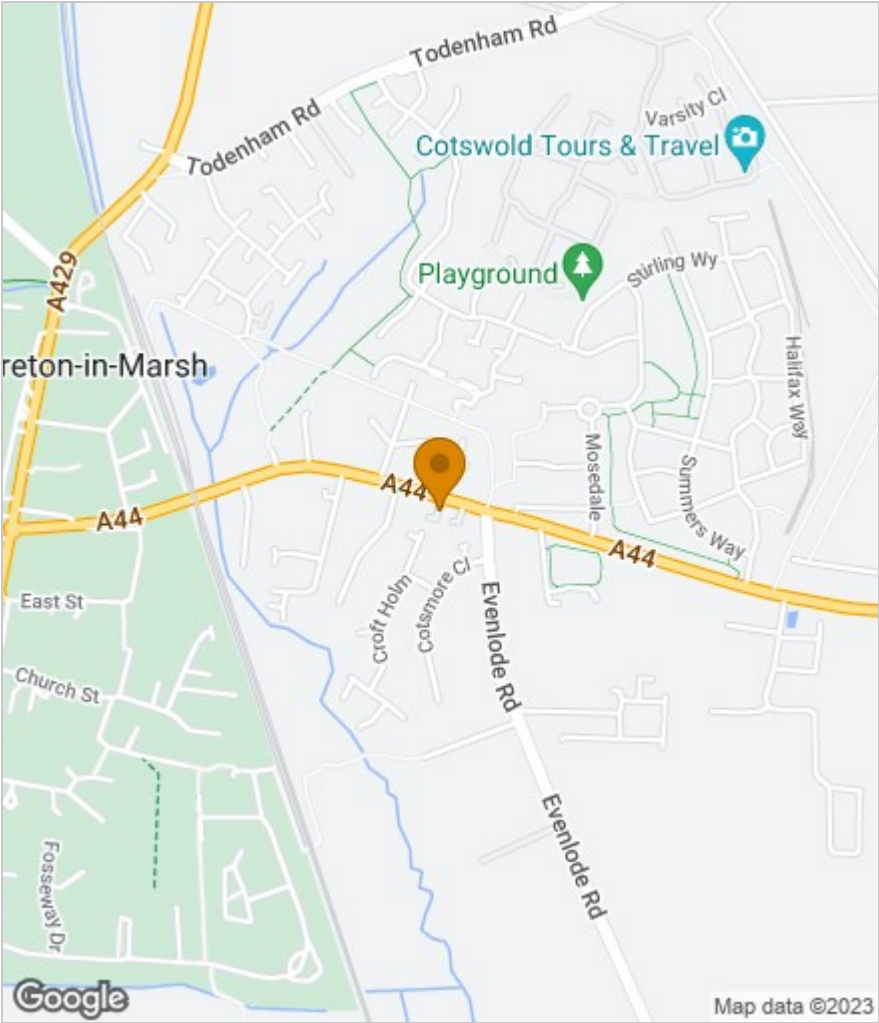 Todenham Rd
Varsity Cl
Todenham Rd
Cotswold Tours & Travel
A429
Playground
Stirling Wy
reton-in-Marsh
Halifax Way
A44
Mosedale
Summers Way
A44
A44
East St
Croft Holm
Cotsmore Cl
Evenlode Rd
Church St
Evenlode Rd
Fosseway Dr
Google
Map data ©2023